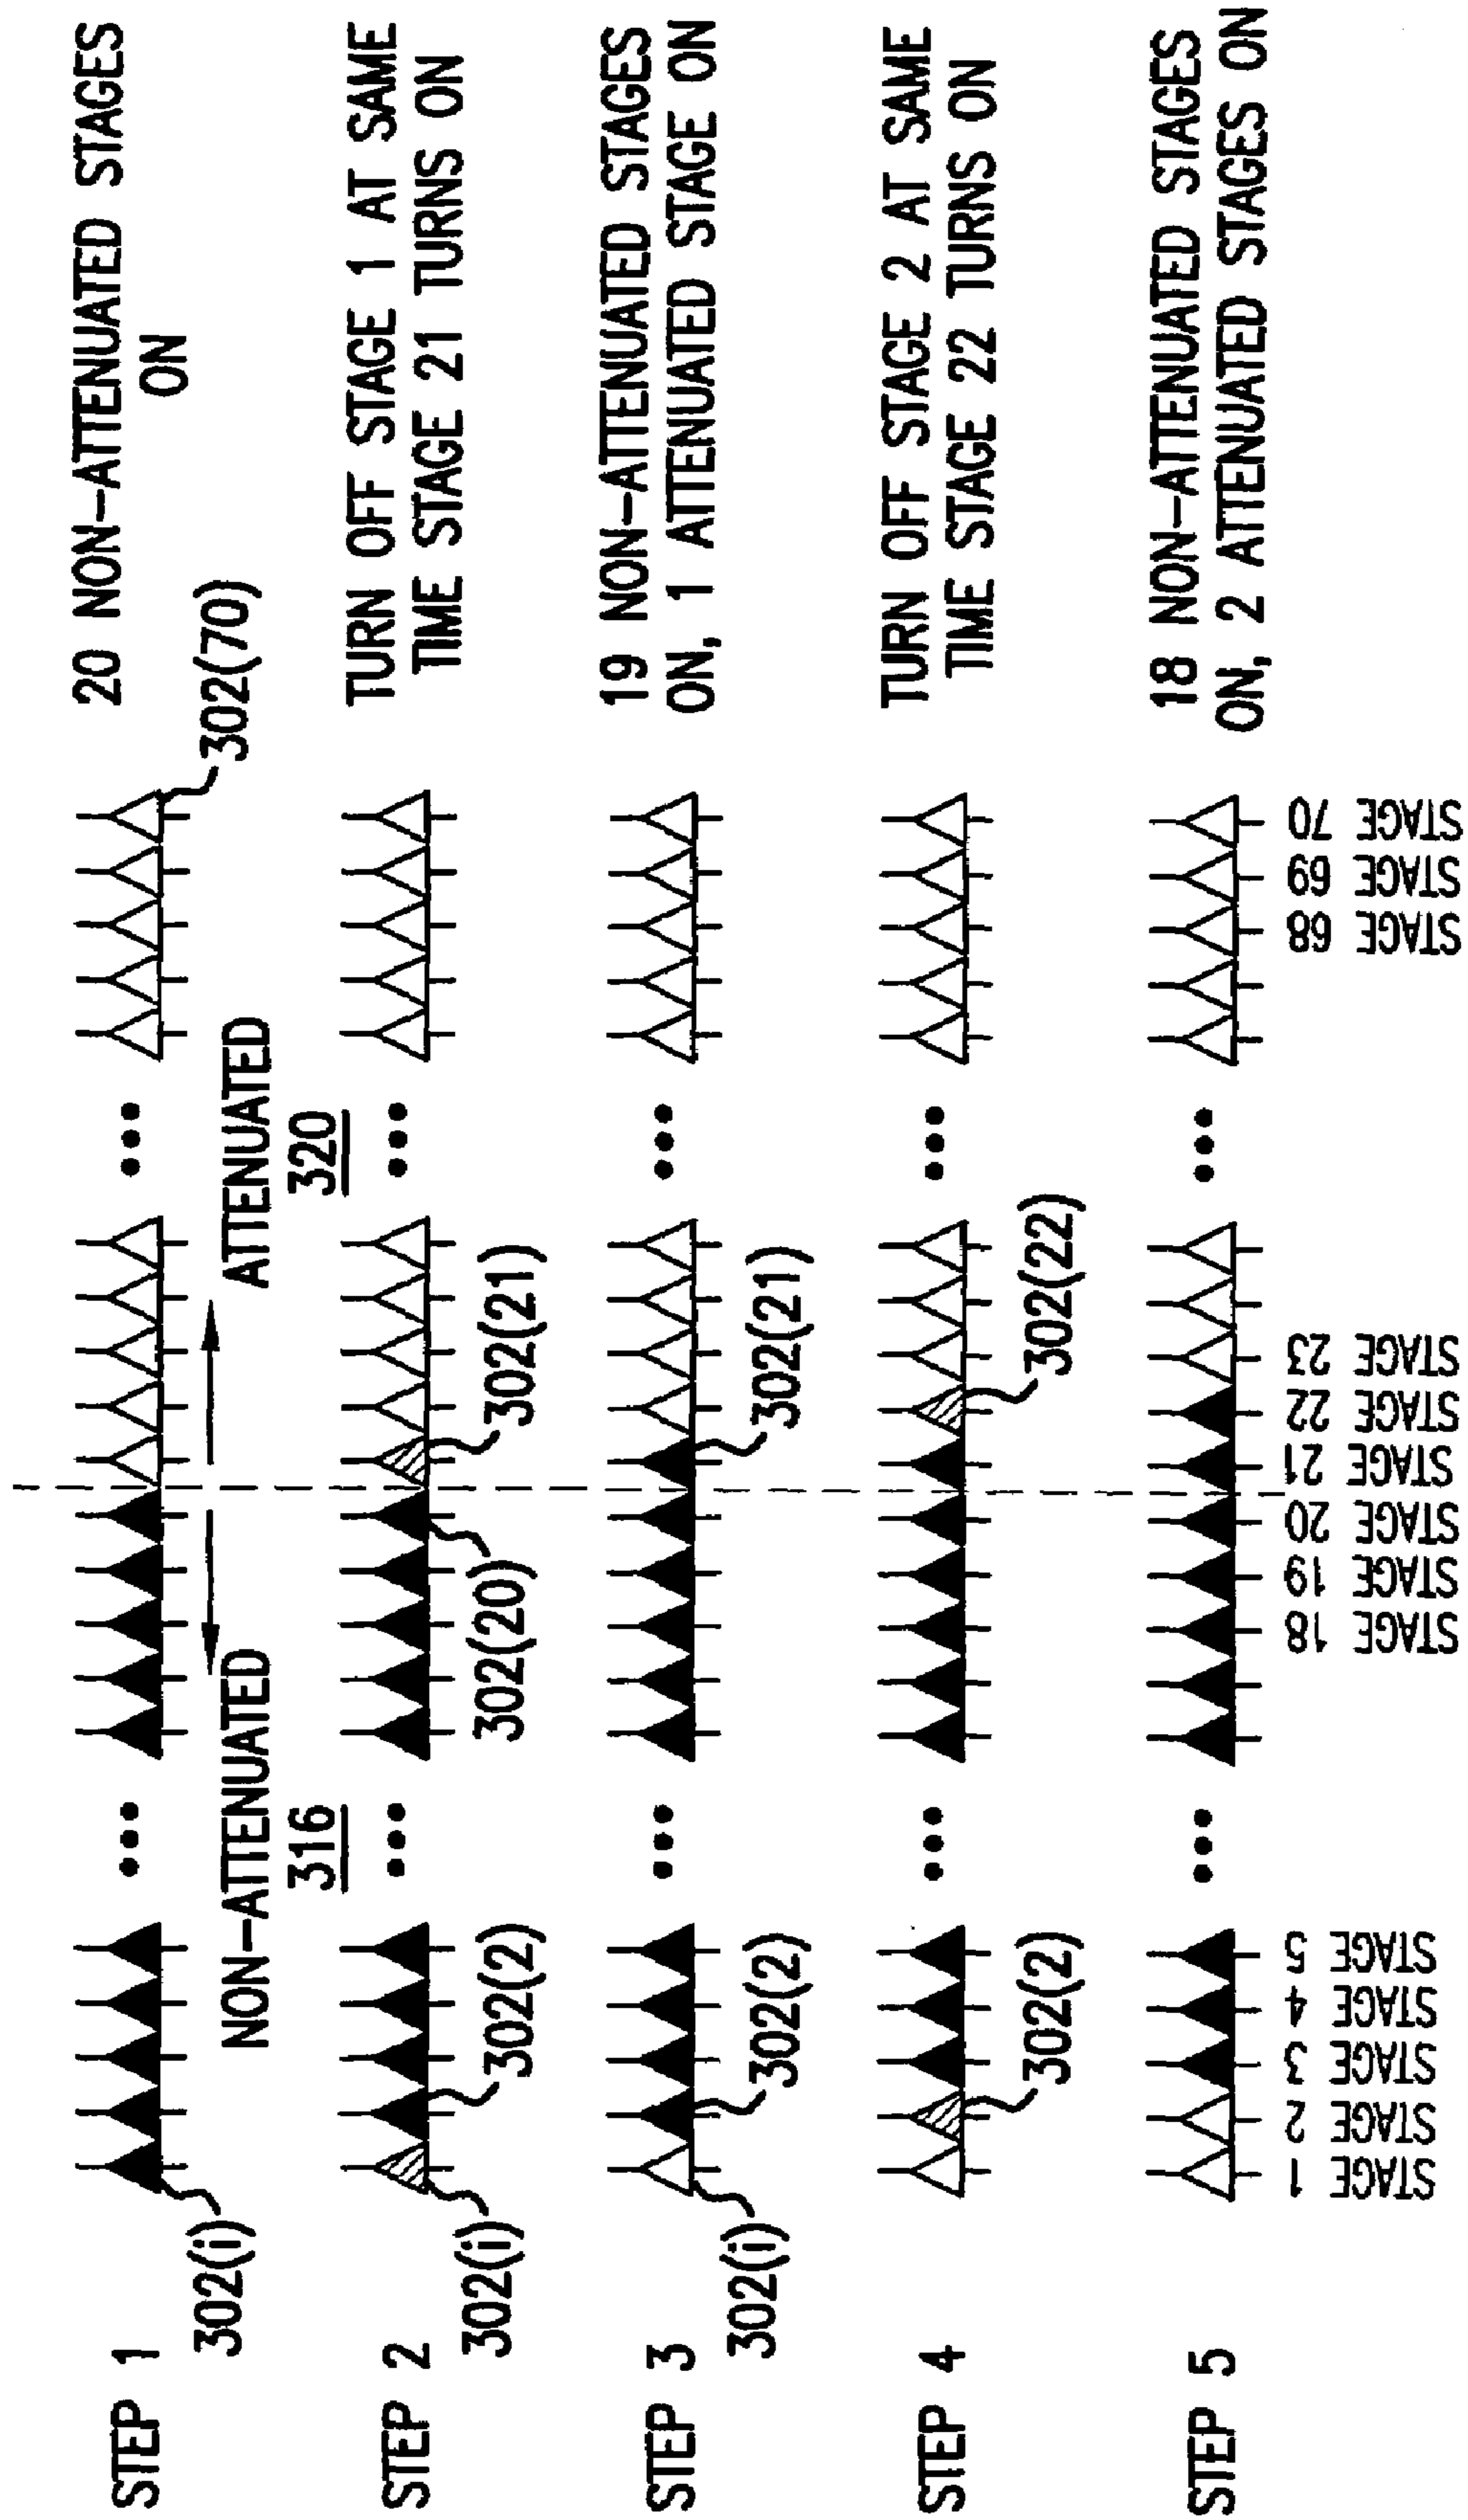 STEP 1
302(i)
NON-ATTENUATED
316
ATTENUATED
320
302(70)
20 NON-ATTENUATED STAGES
ON
STEP 2
302(i)
302(2)
302(20)
302(21)
TURN OFF STAGE 1 AT SAME
TIME STAGE 21 TURNS ON
STEP 3
302(i)
302(2)
302(21)
19 NON-ATTENUATED STAGES
ON, 1 ATTENUATED STAGE ON
STEP 4
302(2)
302(22)
TURN OFF STAGE 2 AT SAME
TIME STAGE 22 TURNS ON
STEP 5
18 NON-ATTENUATED STAGES
ON, 2 ATTENUATED STAGES ON
STAGE 1
STAGE 2
STAGE 3
STAGE 4
STAGE 5
STAGE 18
STAGE 19
STAGE 20
STAGE 21
STAGE 22
STAGE 23
STAGE 68
STAGE 69
STAGE 70